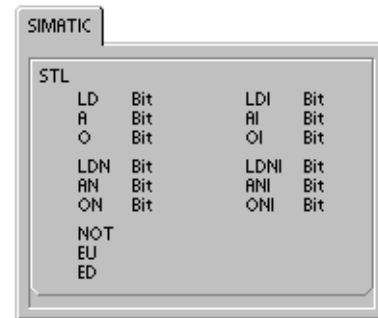 SIMATIC
STL
LD Bit LDI Bit
A Bit AI Bit
O Bit OI Bit
LDN Bit LDNI Bit
AN Bit ANI Bit
ON Bit ONI Bit
NOT
EU
ED